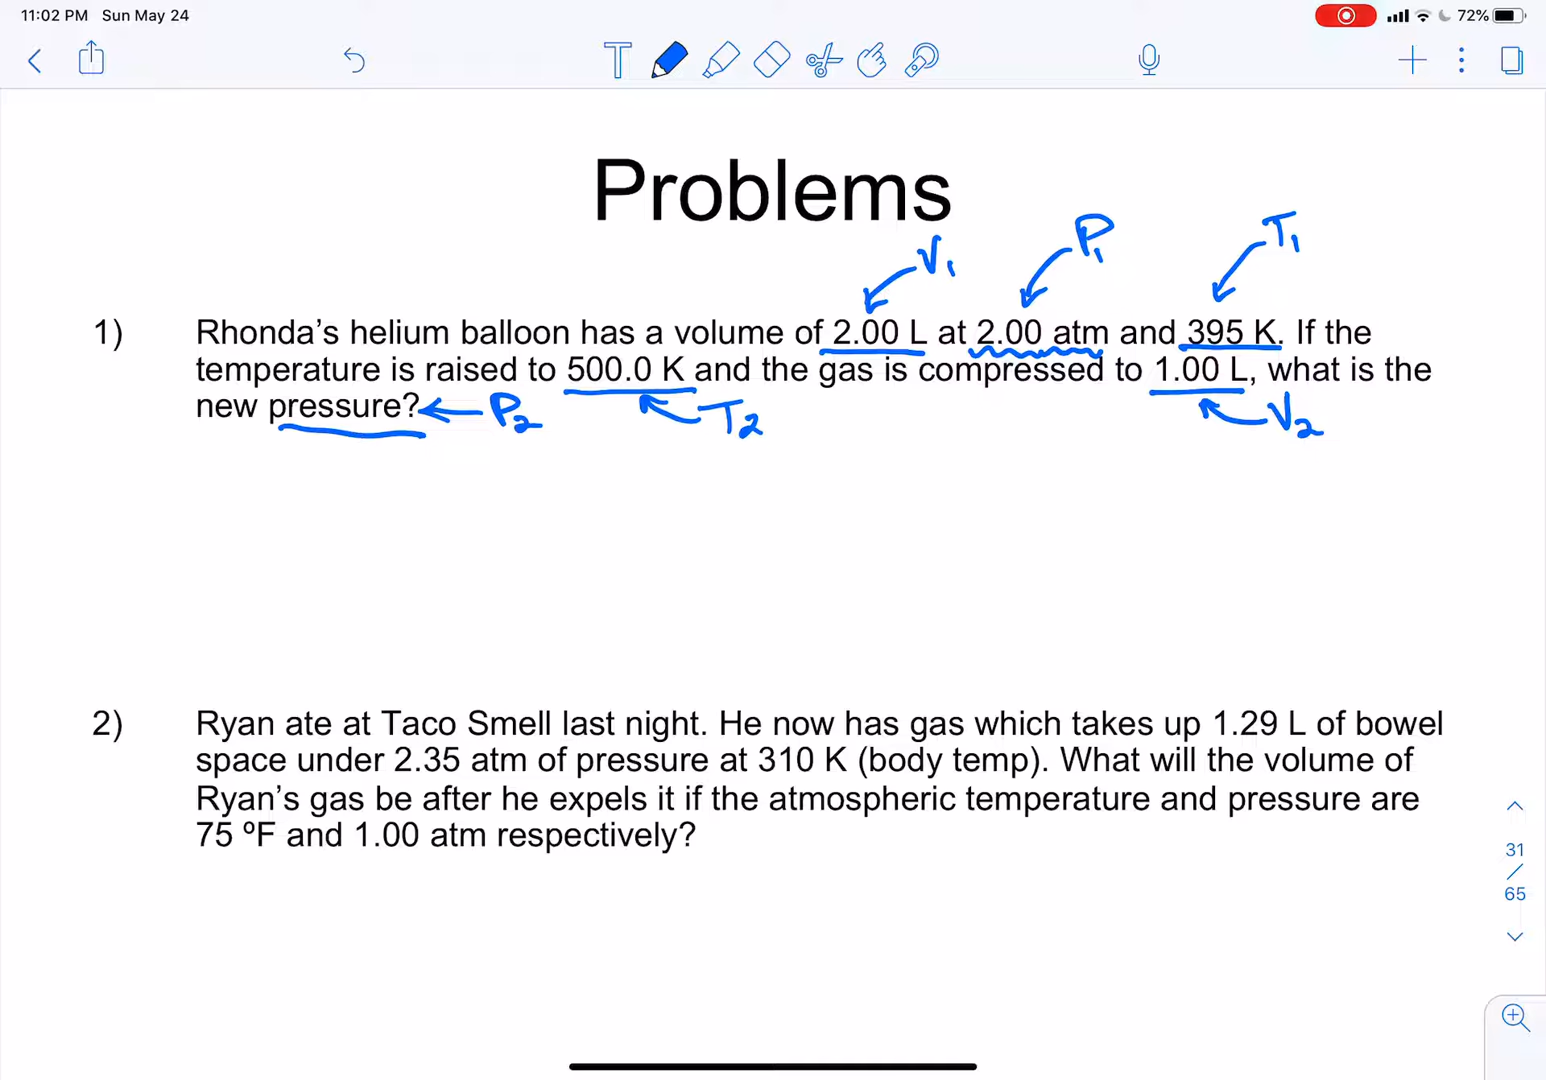 11:02 PM Sun May 24
72%
Problems
V₁
P₁
T₁
1) Rhonda’s helium balloon has a volume of 2.00 L at 2.00 atm and 395 K. If the
temperature is raised to 500.0 K and the gas is compressed to 1.00 L, what is the
new pressure? P₂
T₂
V₂
2) Ryan ate at Taco Smell last night. He now has gas which takes up 1.29 L of bowel
space under 2.35 atm of pressure at 310 K (body temp). What will the volume of
Ryan’s gas be after he expels it if the atmospheric temperature and pressure are
75 ºF and 1.00 atm respectively?
31
/
65